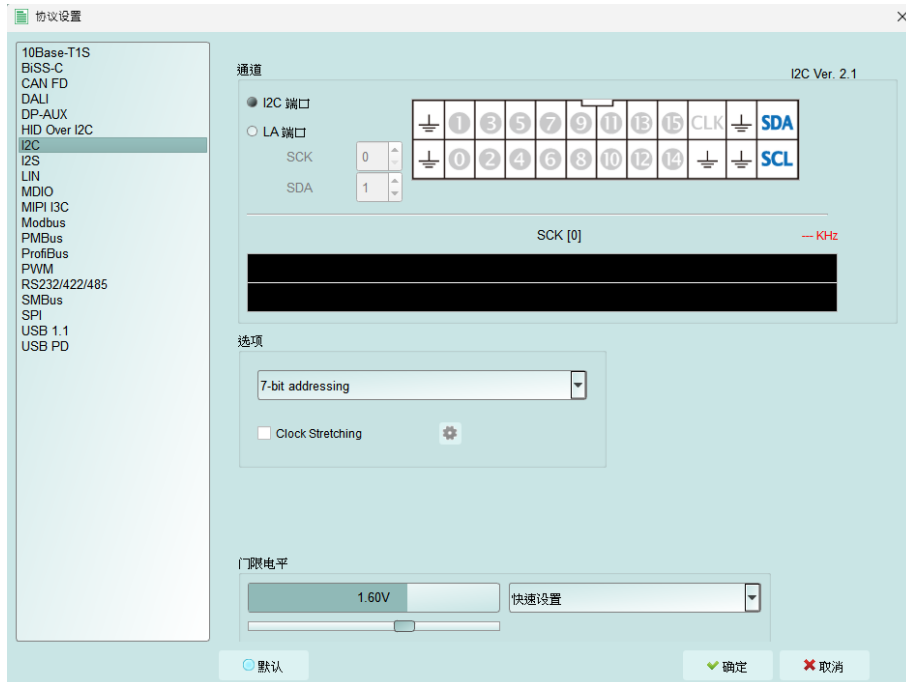 协议设置
10Base-T1S
BiSS-C
CAN FD
DALI
DP-AUX
HID Over I2C
I2C
I2S
LIN
MDIO
MIPI I3C
Modbus
PMBus
ProfiBus
PWM
RS232/422/485
SMBus
SPI
USB 1.1
USB PD
通道
I2C Ver. 2.1
I2C 端口
LA 端口
SCK 0
SDA 1
1 3 5 7 9 11 13 15 CLK SDA
0 2 4 6 8 10 12 14 SCL
SCK [0]
--- KHz
选项
7-bit addressing
Clock Stretching
门限电平
1.60V
快速设置
默认
确定
取消